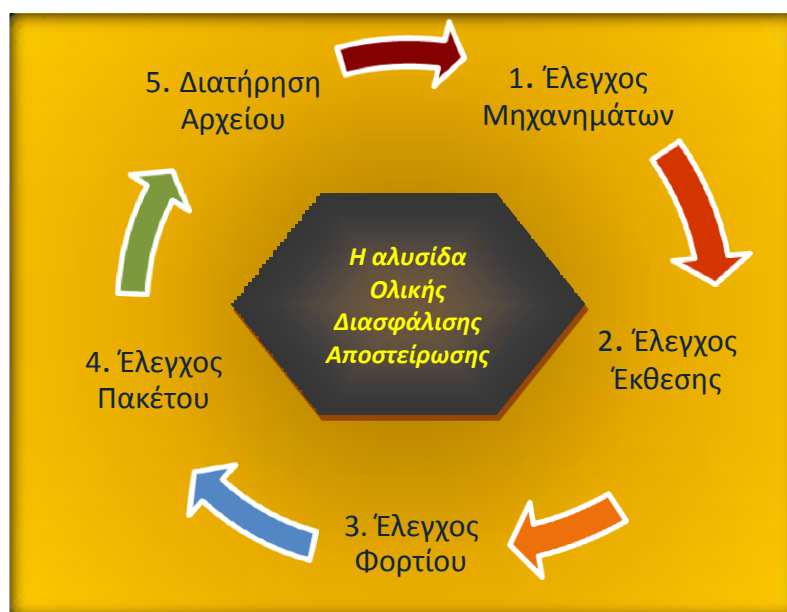 5. Διατήρηση
Αρχείου
1. Έλεγχος
Μηχανημάτων
Η αλυσίδα
Ολικής
Διασφάλισης
Αποστείρωσης
2. Έλεγχος
Έκθεσης
4. Έλεγχος
Πακέτου
3. Έλεγχος
Φορτίου